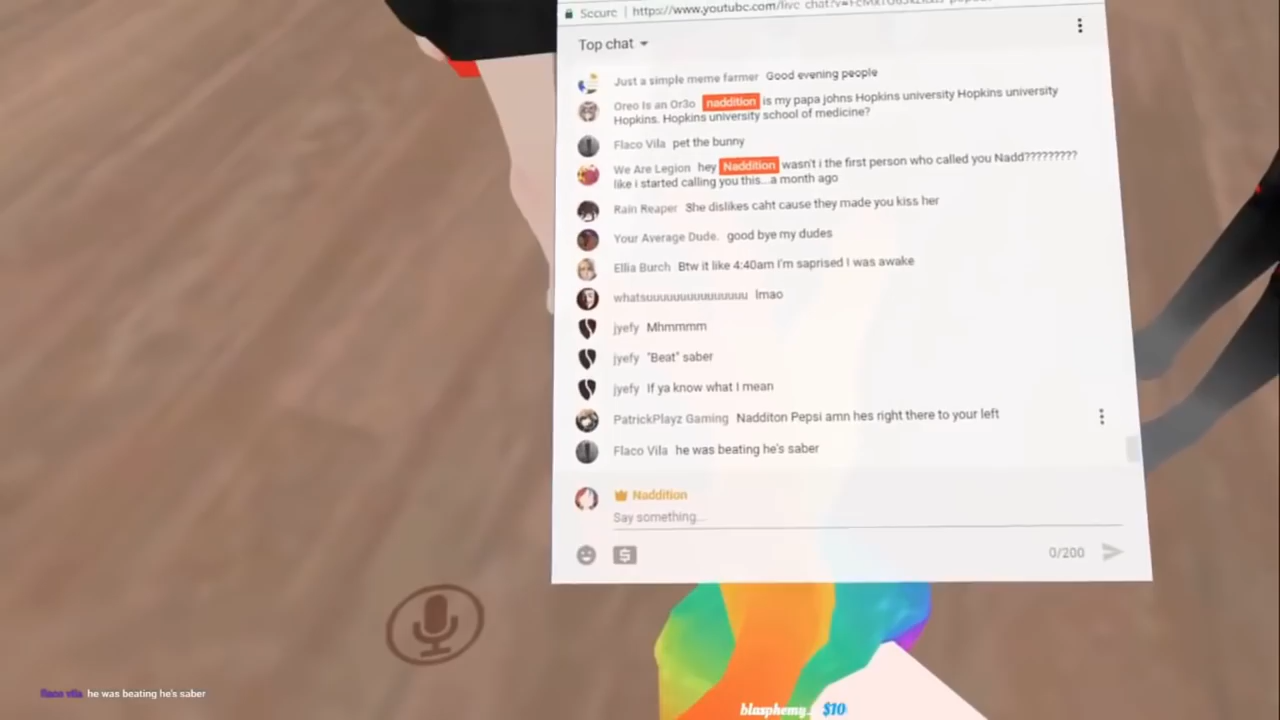 Secure | https://www.youtube.com/live_chat?v=
Top chat
Just a simple meme farmer Good evening people
Oreo Is an Or3o naddition is my papa johns Hopkins university Hopkins university
Hopkins. Hopkins university school of medicine?
Flaco Vila pet the bunny
We Are Legion hey Naddition wasn't i the first person who called you Nadd?????????
like i started calling you this...a month ago
Rain Reaper She dislikes caht cause they made you kiss her
Your Average Dude. good bye my dudes
Ellia Burch Btw it like 4:40am I'm saprised I was awake
whatsuuuuuuuuuuuuuuu lmao
jyefy Mhmmmm
jyefy "Beat" saber
jyefy If ya know what I mean
PatrickPlayz Gaming Nadditon Pepsi amn hes right there to your left
Flaco Vila he was beating he's saber
Naddition
Say something...
0/200
flaco vila he was beating he's saber
blasphemy. $10